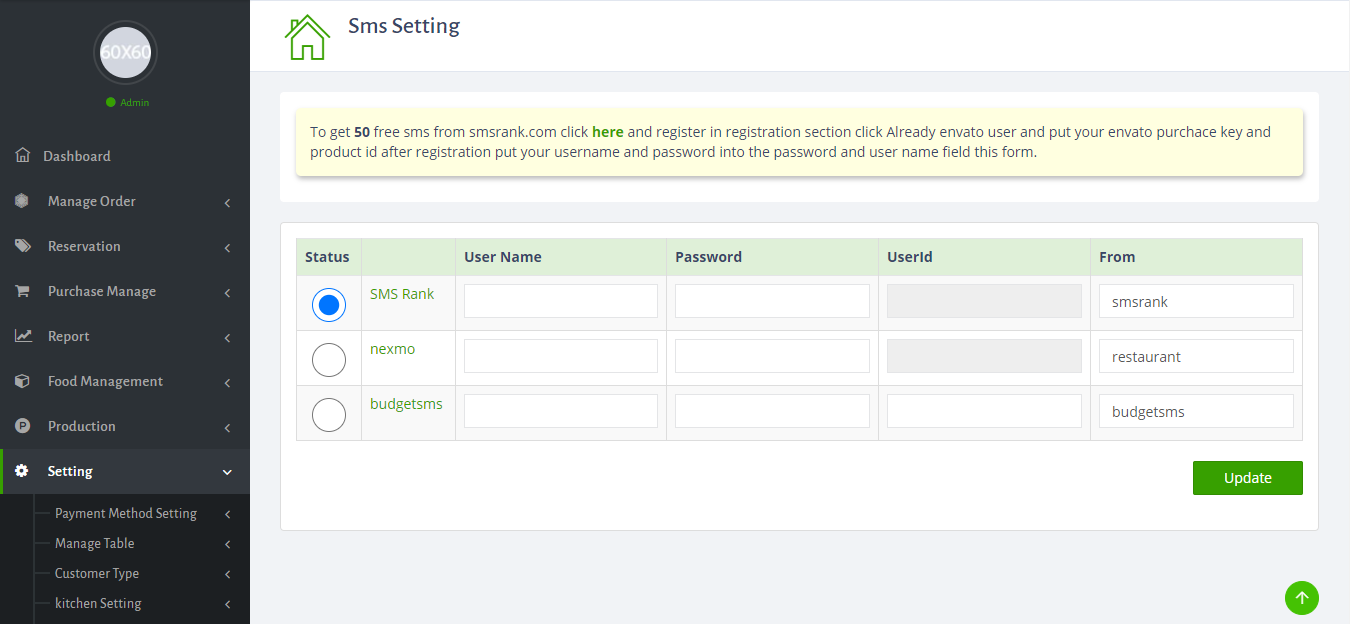 60X60
Admin
Dashboard
Manage Order
Reservation
Purchase Manage
Report
Food Management
Production
Setting
Payment Method Setting
Manage Table
Customer Type
kitchen Setting
Sms Setting
To get 50 free sms from smsrank.com click here and register in registration section click Already envato user and put your envato purchace key and
product id after registration put your username and password into the password and user name field this form.
Status User Name Password UserId From
SMS Rank smsrank
nexmo restaurant
budgetsms budgetsms
Update